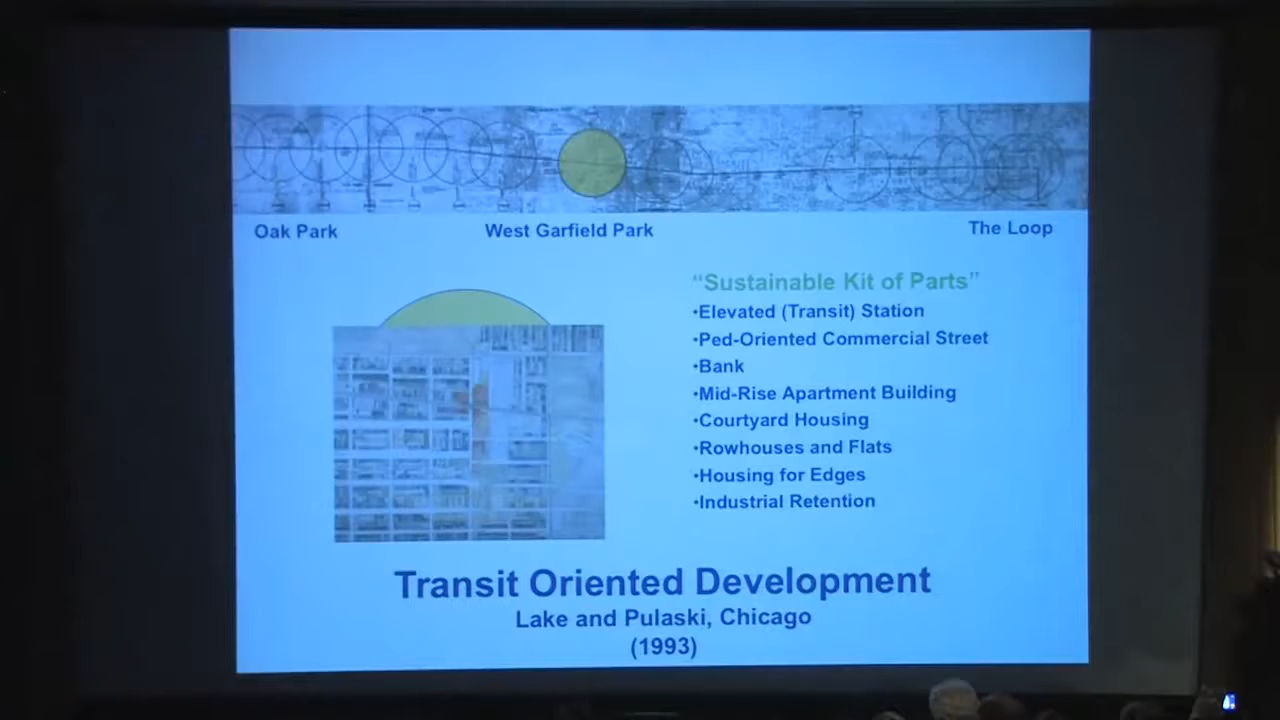 Oak Park
West Garfield Park
The Loop
“Sustainable Kit of Parts”
•Elevated (Transit) Station
•Ped-Oriented Commercial Street
•Bank
•Mid-Rise Apartment Building
•Courtyard Housing
•Rowhouses and Flats
•Housing for Edges
•Industrial Retention
Transit Oriented Development
Lake and Pulaski, Chicago
(1993)